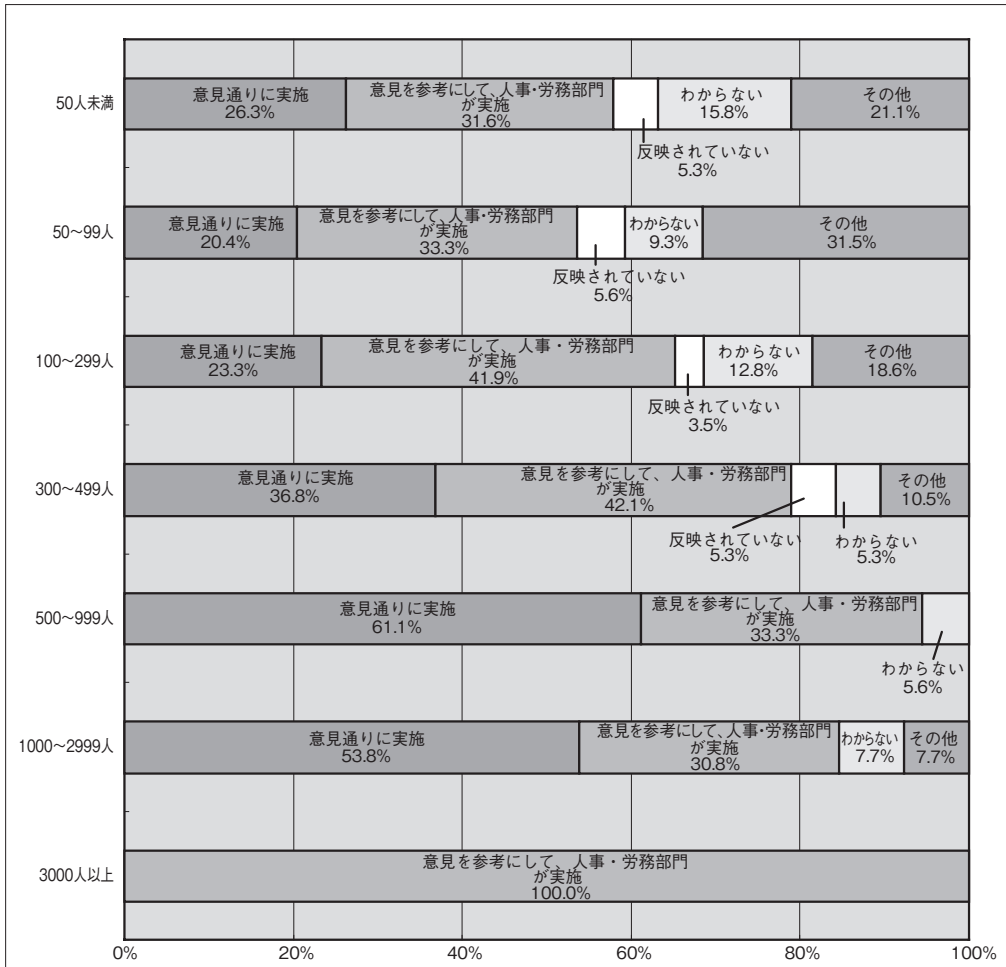 50人未満
意見通りに実施
26.3%
意見を参考にして、人事・労務部門
が実施
31.6%
反映されていない
5.3%
わからない
15.8%
その他
21.1%
50〜99人
意見通りに実施
20.4%
意見を参考にして、人事・労務部門
が実施
33.3%
反映されていない
5.6%
わからない
9.3%
その他
31.5%
100〜299人
意見通りに実施
23.3%
意見を参考にして、人事・労務部門
が実施
41.9%
反映されていない
3.5%
わからない
12.8%
その他
18.6%
300〜499人
意見通りに実施
36.8%
意見を参考にして、人事・労務部門
が実施
42.1%
反映されていない
5.3%
わからない
5.3%
その他
10.5%
500〜999人
意見通りに実施
61.1%
意見を参考にして、人事・労務部門
が実施
33.3%
わからない
5.6%
1000〜2999人
意見通りに実施
53.8%
意見を参考にして、人事・労務部門
が実施
30.8%
わからない
7.7%
その他
7.7%
3000人以上
意見を参考にして、人事・労務部門
が実施
100.0%
0% 20% 40% 60% 80% 100%